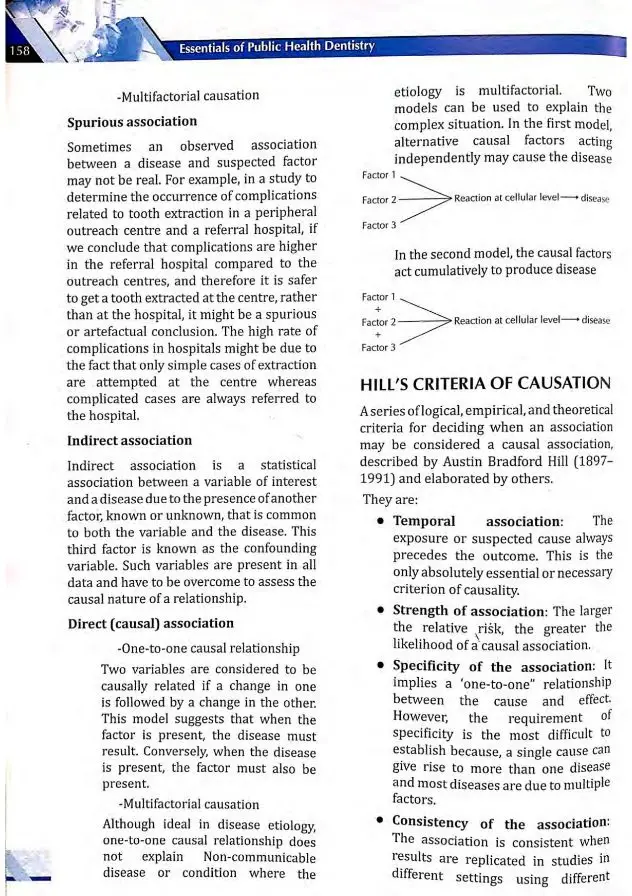 158
Essentials of Public Health Dentistry
-Multifactorial causation
Spurious association
Sometimes an observed association
between a disease and suspected factor
may not be real. For example, in a study to
determine the occurrence of complications
related to tooth extraction in a peripheral
outreach centre and a referral hospital, if
we conclude that complications are higher
in the referral hospital compared to the
outreach centres, and therefore it is safer
to get a tooth extracted at the centre, rather
than at the hospital, it might be a spurious
or artefactual conclusion. The high rate of
complications in hospitals might be due to
the fact that only simple cases of extraction
are attempted at the centre whereas
complicated cases are always referred to
the hospital.
Indirect association
Indirect association is a statistical
association between a variable of interest
and a disease due to the presence of another
factor, known or unknown, that is common
to both the variable and the disease. This
third factor is known as the confounding
variable. Such variables are present in all
data and have to be overcome to assess the
causal nature of a relationship.
Direct (causal) association
-One-to-one causal relationship
Two variables are considered to be
causally related if a change in one
is followed by a change in the other.
This model suggests that when the
factor is present, the disease must
result. Conversely, when the disease
is present, the factor must also be
present.
-Multifactorial causation
Although ideal in disease etiology,
one-to-one causal relationship does
not explain Non-communicable
disease or condition where the
etiology is multifactorial. Two
models can be used to explain the
complex situation. In the first model,
alternative causal factors acting
independently may cause the disease
Factor 1
Factor 2 → Reaction at cellular level → disease
Factor 3
In the second model, the causal factors
act cumulatively to produce disease
Factor 1
+
Factor 2 → Reaction at cellular level → disease
+
Factor 3
HILL'S CRITERIA OF CAUSATION
A series of logical, empirical, and theoretical
criteria for deciding when an association
may be considered a causal association,
described by Austin Bradford Hill (1897–
1991) and elaborated by others.
They are:
• Temporal association: The
exposure or suspected cause always
precedes the outcome. This is the
only absolutely essential or necessary
criterion of causality.
• Strength of association: The larger
the relative risk, the greater the
likelihood of a causal association.
• Specificity of the association: It
implies a 'one-to-one" relationship
between the cause and effect.
However, the requirement of
specificity is the most difficult to
establish because, a single cause can
give rise to more than one disease
and most diseases are due to multiple
factors.
• Consistency of the association:
The association is consistent when
results are replicated in studies in
different settings using different